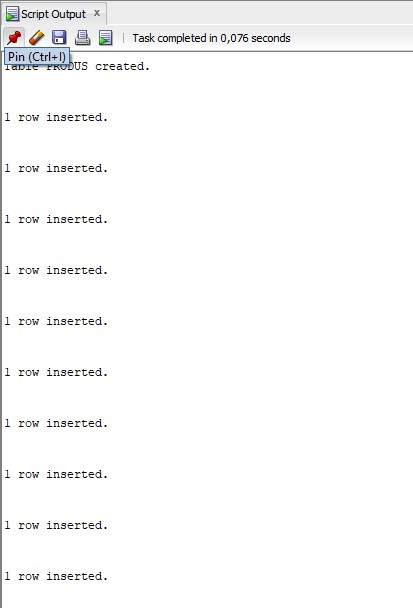 Script Output x
Task completed in 0,076 seconds
Pin (Ctrl+I)
Table PRODUS created.
1 row inserted.
1 row inserted.
1 row inserted.
1 row inserted.
1 row inserted.
1 row inserted.
1 row inserted.
1 row inserted.
1 row inserted.
1 row inserted.